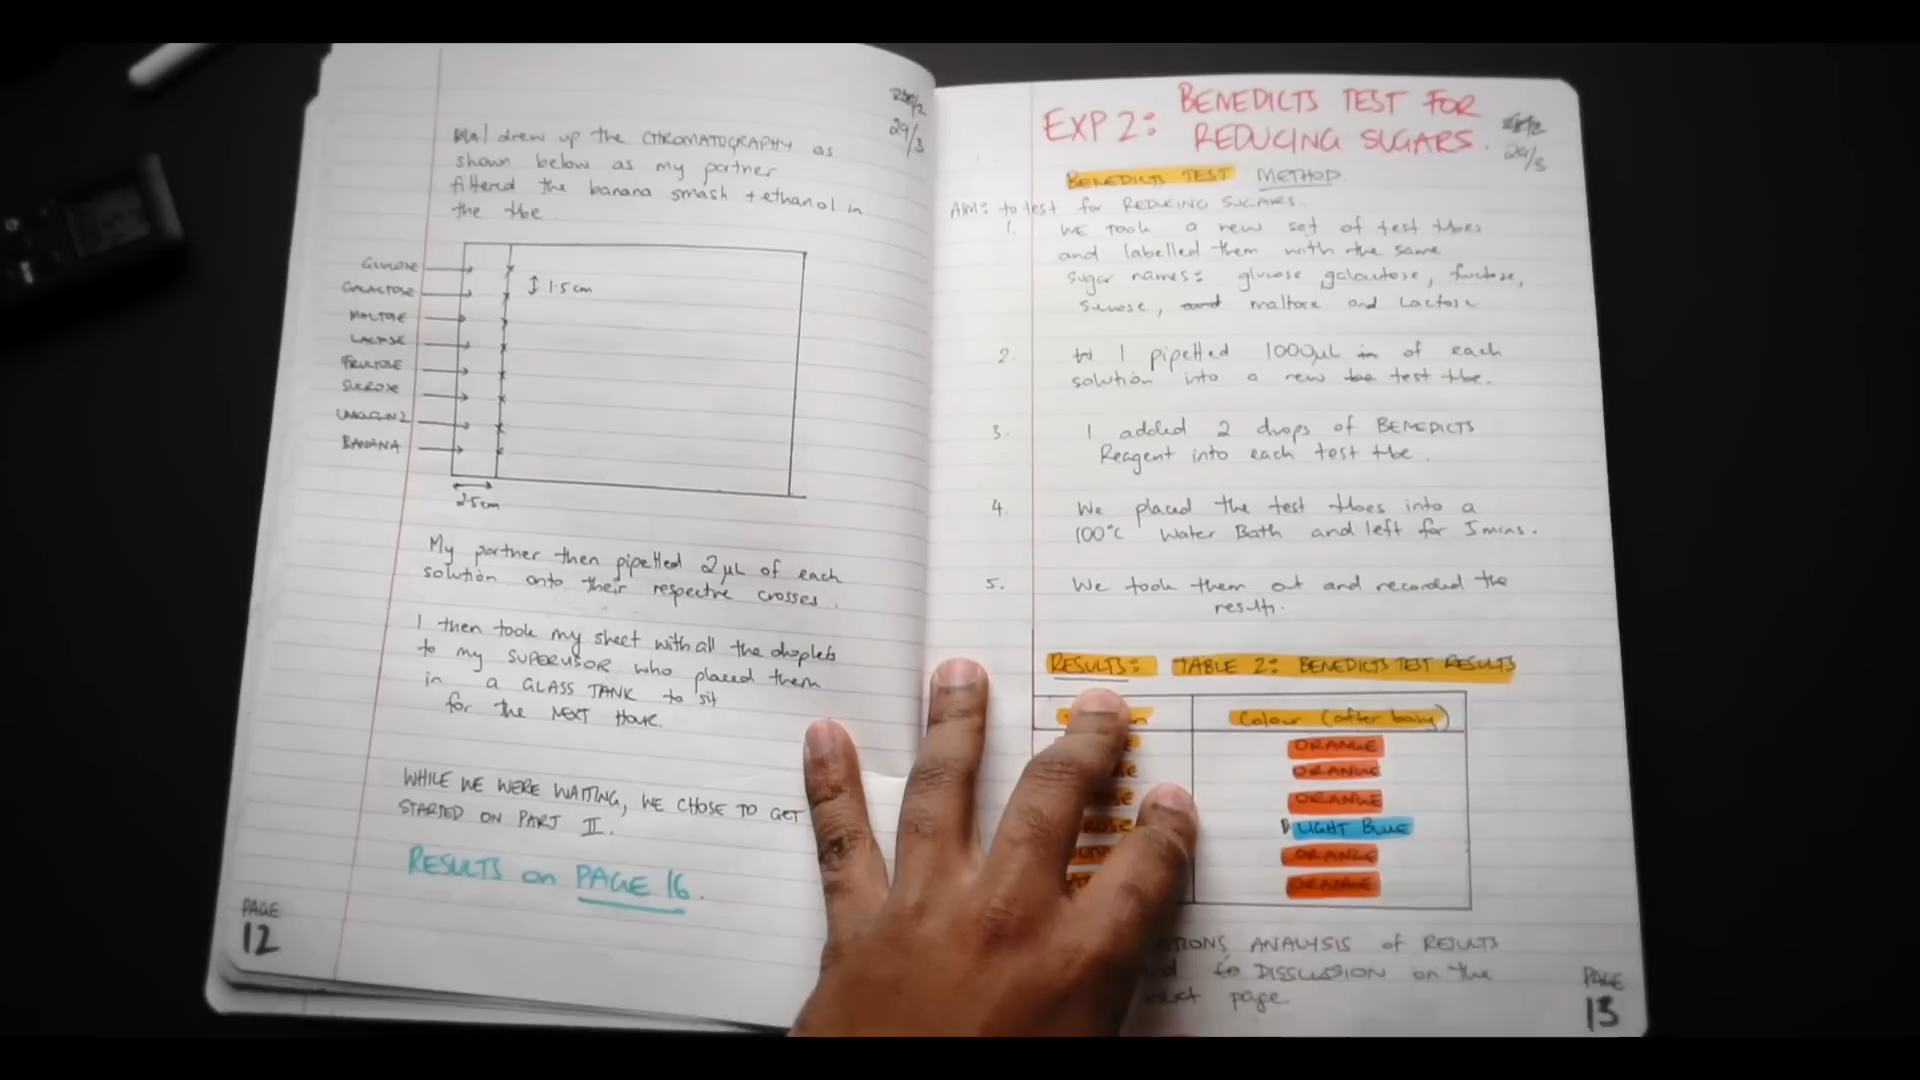 29/3
I drew up the CHROMATOGRAPHY as
shown below as my partner
filtered the banana smash + ethanol in
the tube
GLUCOSE
GALACTOSE
MALTOSE
LACTOSE
FRUCTOSE
SUCROSE
BANANA
1.5cm
2.5cm
My partner then pipetted 2µL of each
solution onto their respective crosses.
I then took my sheet with all the droplets
to my SUPERVISOR who placed them
in a GLASS TANK to sit
for the NEXT HOUR.
WHILE WE WERE WAITING, WE CHOSE TO GET
STARTED ON PART II.
RESULTS on PAGE 16.
PAGE
12
EXP 2: BENEDICTS TEST FOR
REDUCING SUGARS.
29/3
BENEDICTS TEST METHOD
AIM: to test for REDUCING SUGARS.
1. WE took a new set of test tubes
and labelled them with the same
sugar names: glucose, galactose, fructose,
sucrose, and maltose and Lactose
2. I pipetted 1000µL in of each
solution into a new test tube.
3. I added 2 drops of BENEDICTS
Reagent into each test tube.
4. We placed the test tubes into a
100°C Water Bath and left for 5 mins.
5. We took them out and recorded the
results.
RESULTS: TABLE 2: BENEDICTS TEST RESULTS
Colour (after
ORANGE
ORANGE
ORANGE
LIGHT BLUE
ORANGE
ORANGE
ANALYSIS of RESULTS
to DISSCUSSION on the
page
PAGE
13